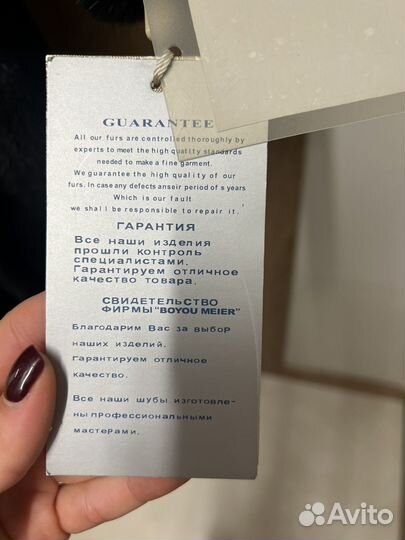 GUARANTEE
All our furs are controlled thoroughly by
experts to meet the high quality standards
needed to make a fine garment.
We guarantee the high quality of our
furs. In case any defects anseir period of s years
Which is our fault
we shall be responsible to repair it.
ГАРАНТИЯ
Все наши изделия
прошли контроль
специалистами.
Гарантируем отличное
качество товара.
СВИДЕТЕЛЬСТВО
ФИРМЫ "BOYOU MEIER"
Благодарим Вас за выбор
наших изделий.
Гарантируем отличное
качество.
Все наши шубы изготовле-
ны профессиональными
мастерами.
Avito